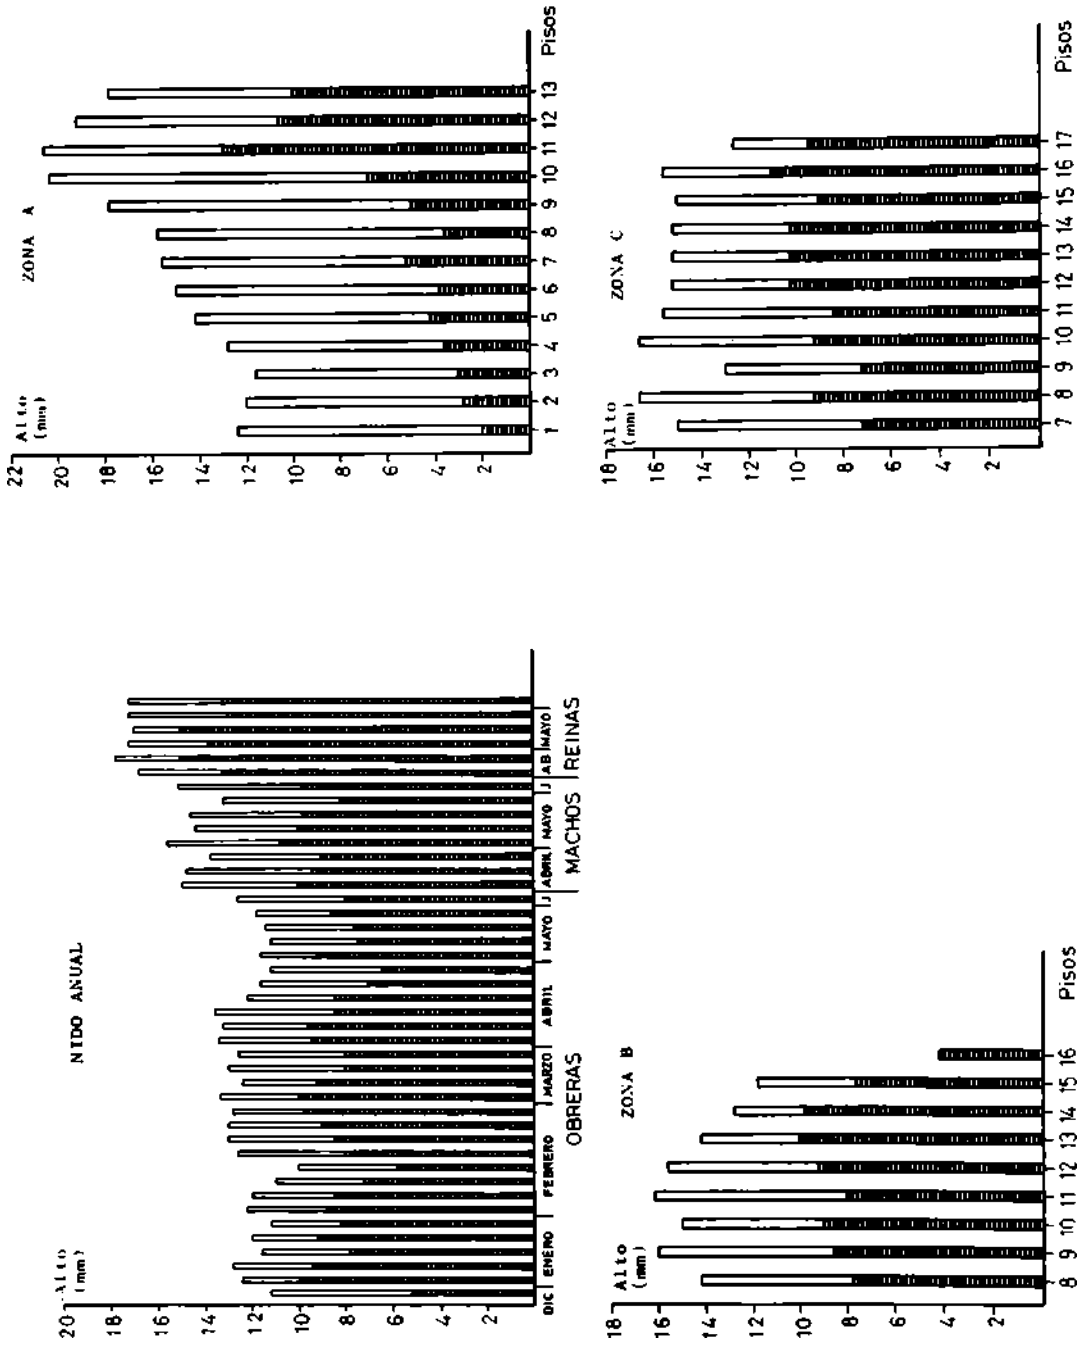 NIDO ANUAL
Alto
(mm)
20
18
16
14
12
10
8
6
4
2
DIC ENERO FEBRERO MARZO ABRIL MAYO J ABRIL MAYO J AB MAYO
OBRERAS MACHOS REINAS
ZONA A
Alto
(mm)
22
20
18
16
14
12
10
8
6
4
2
1 2 3 4 5 6 7 8 9 10 11 12 13 Pisos
ZONA B
Alto
(mm)
18
16
14
12
10
8
6
4
2
8 9 10 11 12 13 14 15 16 Pisos
ZONA C
Alto
(mm)
18
16
14
12
10
8
6
4
2
7 8 9 10 11 12 13 14 15 16 17 Pisos